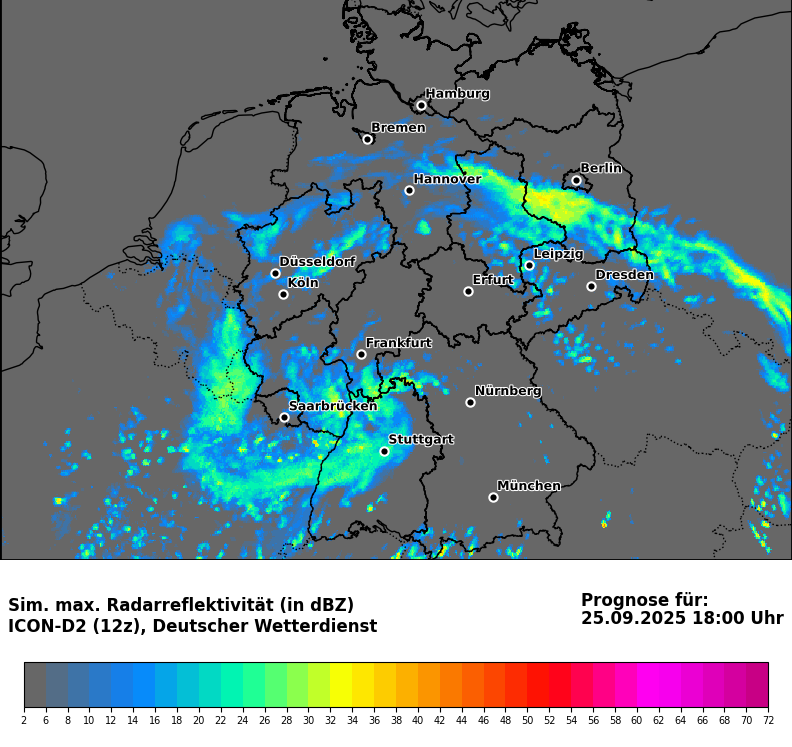 Hamburg
Bremen
Berlin
Hannover
Düsseldorf
Leipzig
Köln
Erfurt
Dresden
Frankfurt
Nürnberg
Saarbrücken
Stuttgart
München
Sim. max. Radarreflektivität (in dBZ)
ICON-D2 (12z), Deutscher Wetterdienst
Prognose für:
25.09.2025 18:00 Uhr
2 6 8 10 12 14 16 18 20 22 24 26 28 30 32 34 36 38 40 42 44 46 48 50 52 54 56 58 60 62 64 66 68 70 72